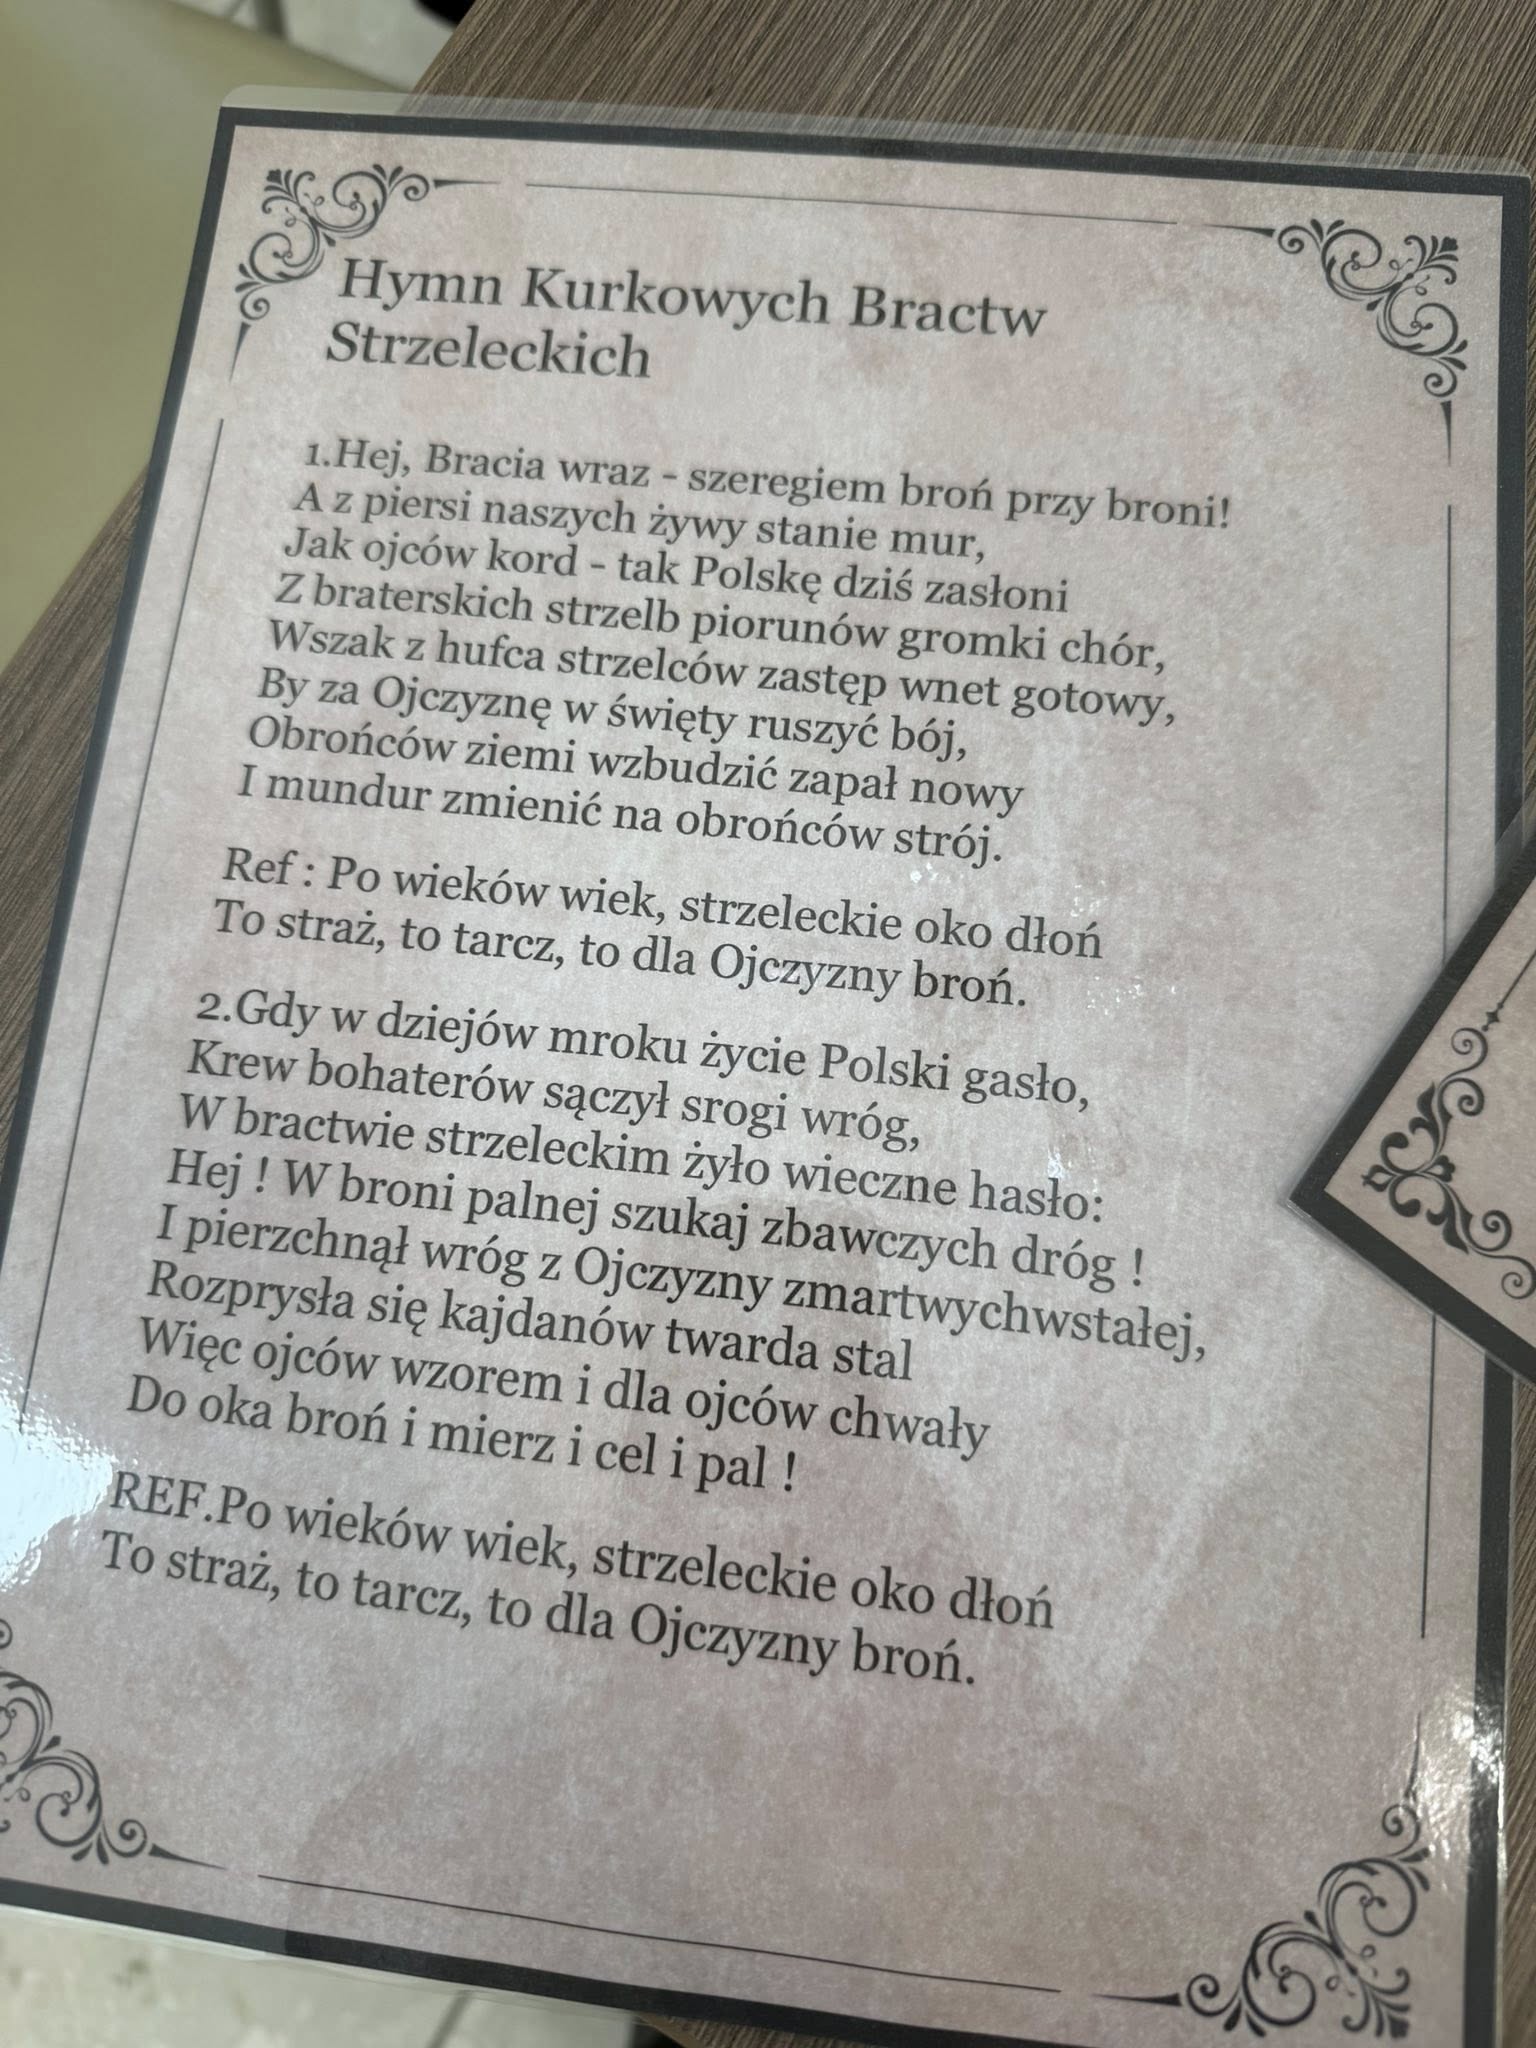 Hymn Kurkowych Bractw
Strzeleckich
1.Hej, Bracia wraz - szeregiem broń przy broni!
A z piersi naszych żywy stanie mur,
Jak ojców kord - tak Polskę dziś zasłoni
Z braterskich strzelb piorunów gromki chór,
Wszak z hufca strzelców zastęp wnet gotowy,
By za Ojczyznę w święty ruszyć bój,
Obrońców ziemi wzbudzić zapał nowy
I mundur zmienić na obrońców strój.
Ref : Po wieków wiek, strzeleckie oko dłoń
To straż, to tarcz, to dla Ojczyzny broń.
2.Gdy w dziejów mroku życie Polski gasło,
Krew bohaterów sączył srogi wróg,
W bractwie strzeleckim żyło wieczne hasło:
Hej ! W broni palnej szukaj zbawczych dróg !
I pierzchnął wróg z Ojczyzny zmartwychwstałej,
Rozprysła się kajdanów twarda stal
Więc ojców wzorem i dla ojców chwały
Do oka broń i mierz i cel i pal !
REF.Po wieków wiek, strzeleckie oko dłoń
To straż, to tarcz, to dla Ojczyzny broń.